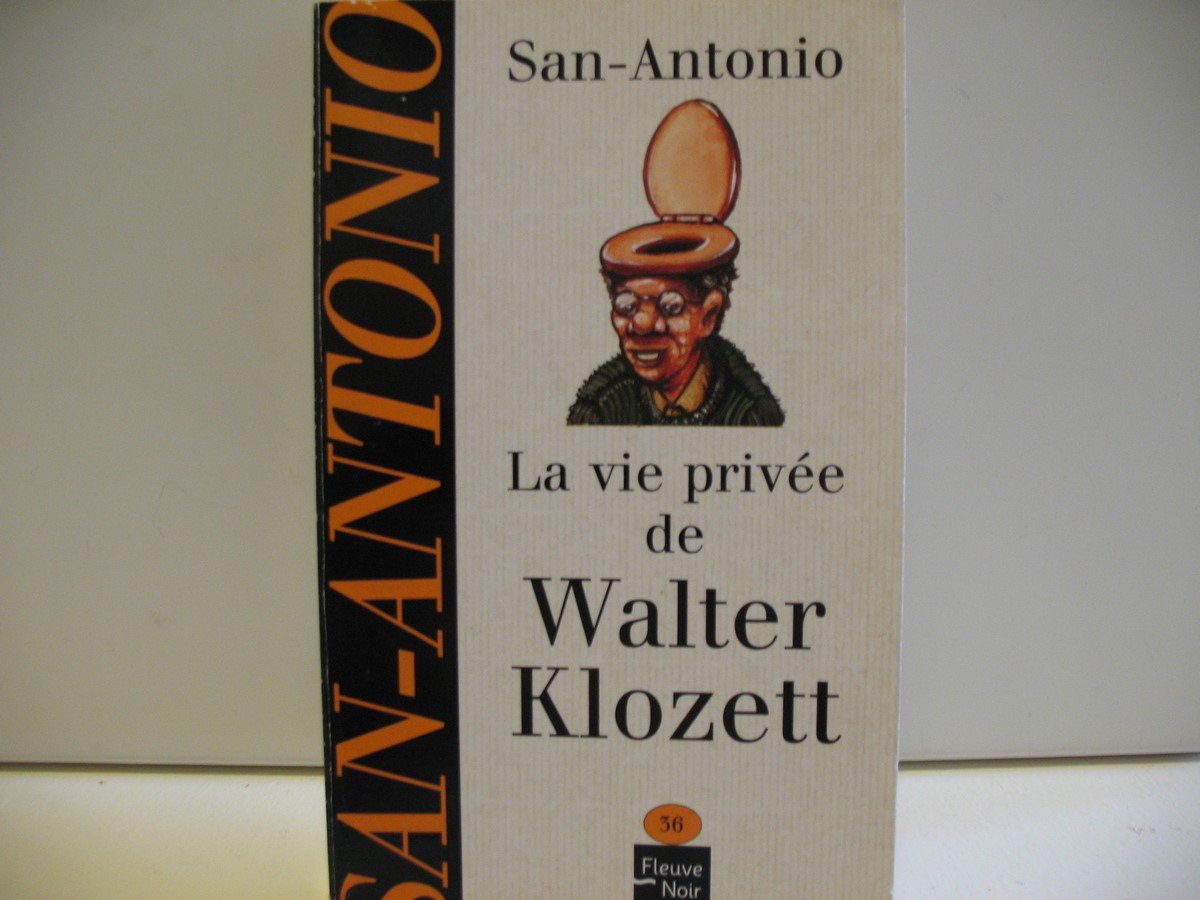 SAN-ANTONIO
San-Antonio
La vie privée
de
Walter
Klozett
36
Fleuve
Noir